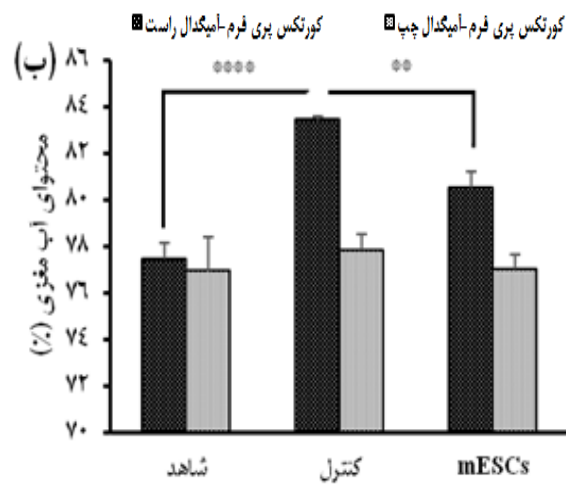 کورتکس پری فرم-آمیگدال راست
کورتکس پری فرم-آمیگدال چپ
(ب)
****
**
محتوای آب مغزی (٪)
۸۶
۸۴
۸۲
۸۰
۷۸
۷۶
۷۴
۷۲
۷۰
شاهد
کنترل
mESCs